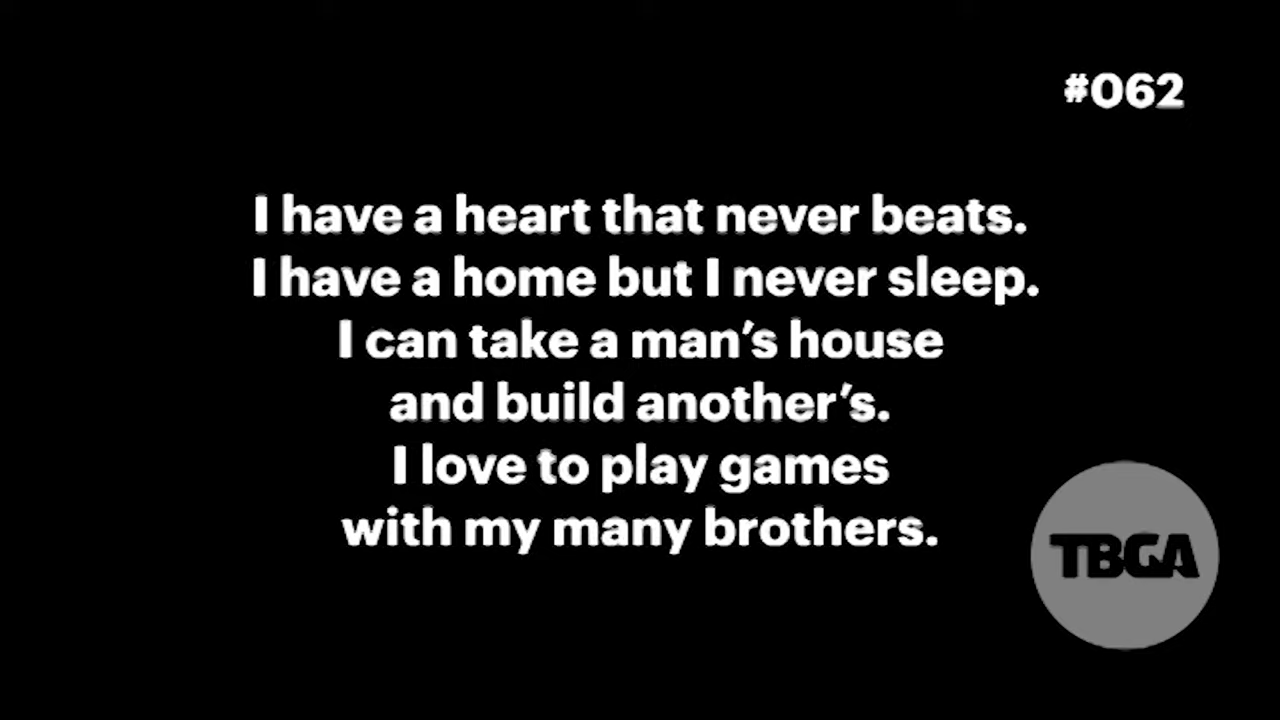 #062
I have a heart that never beats.
I have a home but I never sleep.
I can take a man’s house
and build another’s.
I love to play games
with my many brothers.
TBGA